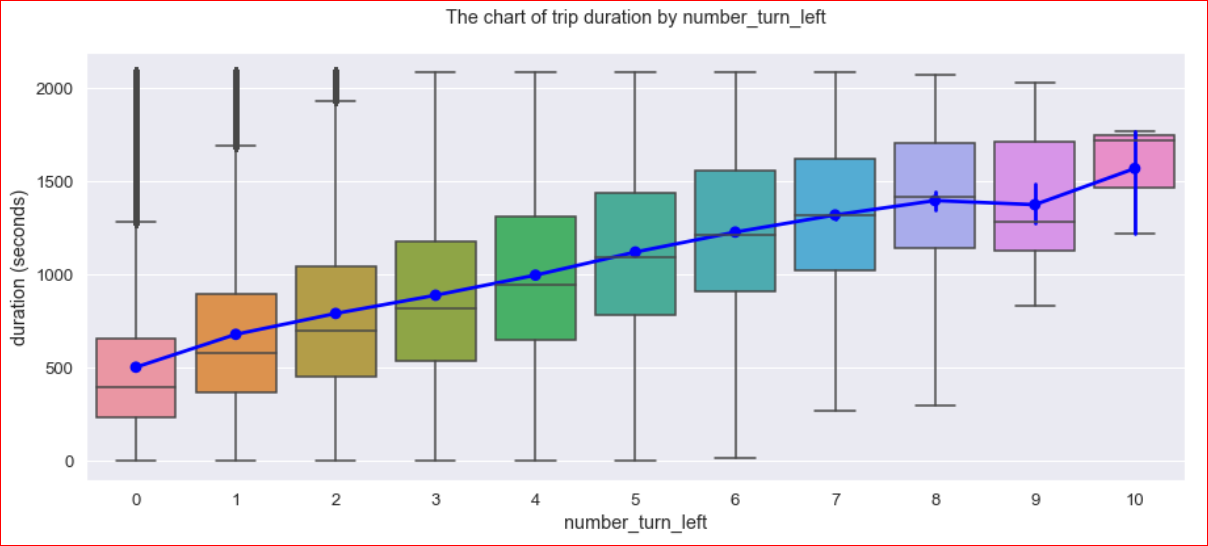 The chart of trip duration by number_turn_left
duration (seconds)
2000
1500
1000
500
0
0 1 2 3 4 5 6 7 8 9 10
number_turn_left